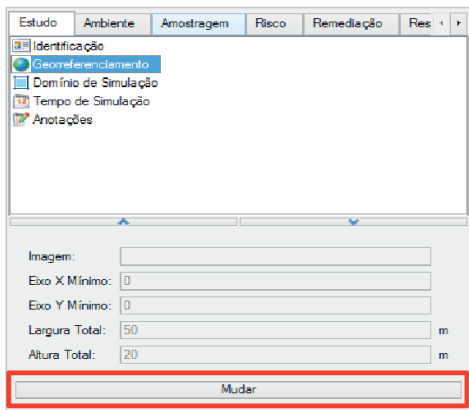 Estudo Ambiente Amostragem Risco Remediação Res
Identificação
Georreferenciamento
Domínio de Simulação
Tempo de Simulação
Anotações
Imagem:
Eixo X Mínimo: 0
Eixo Y Mínimo: 0
Largura Total: 50 m
Altura Total: 20 m
Mudar